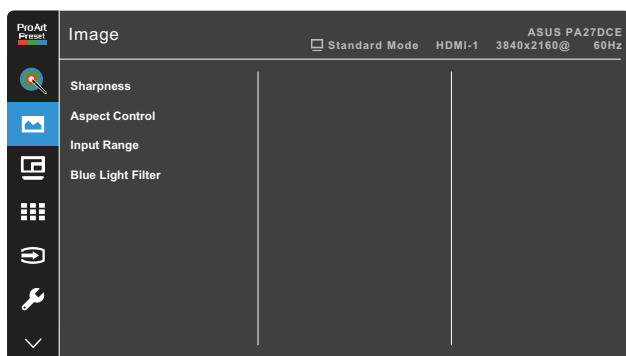 ProArt
Preset
Image
ASUS PA27DCE
Standard Mode HDMI-1 3840x2160@ 60Hz
Sharpness
Aspect Control
Input Range
Blue Light Filter